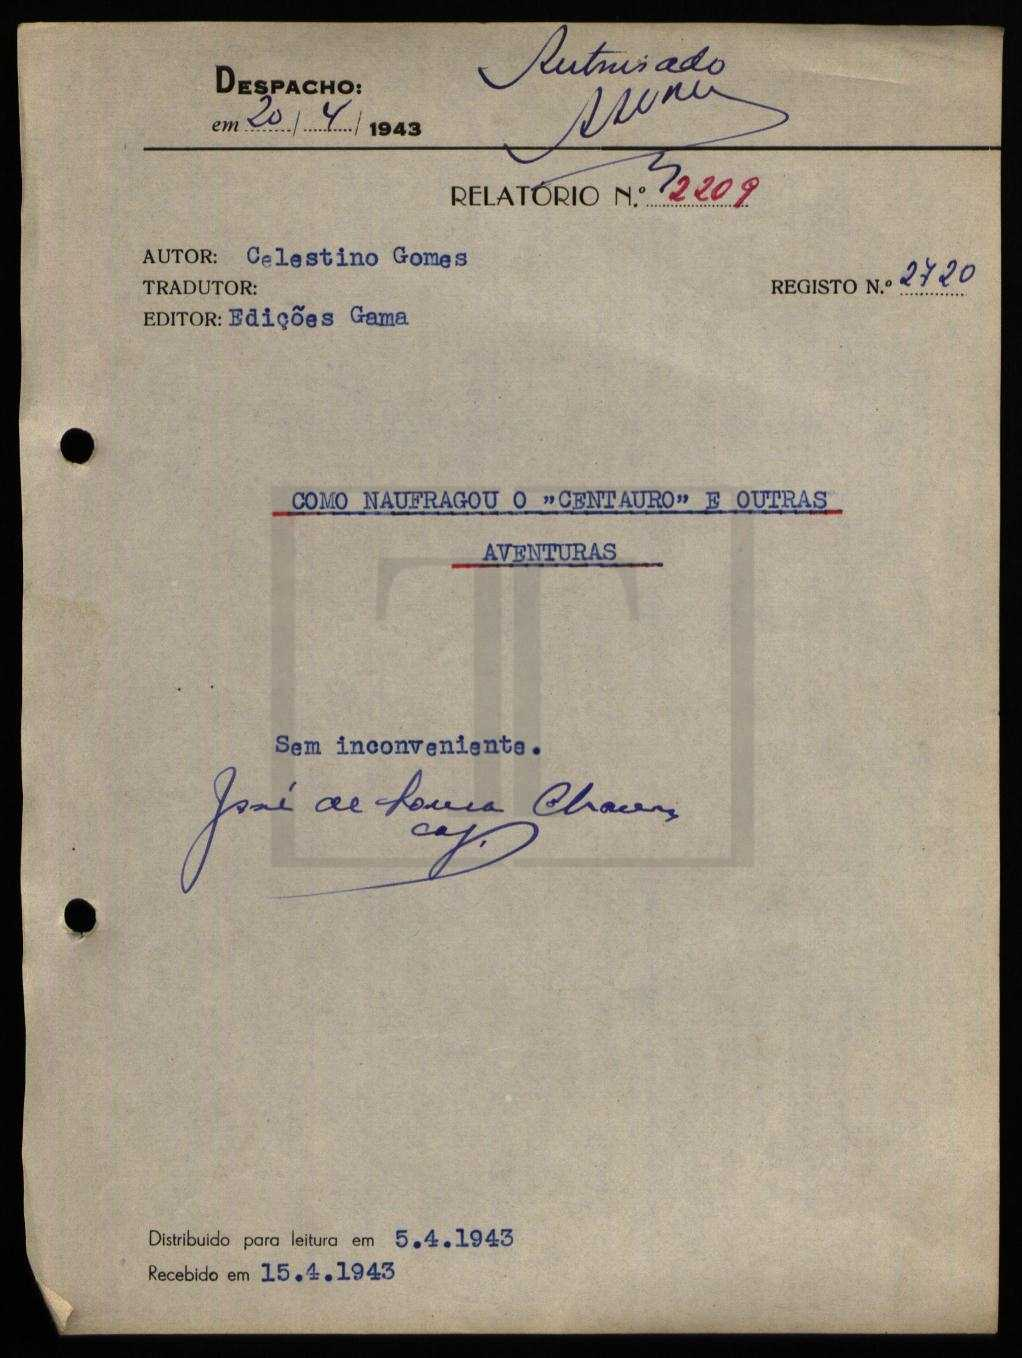 Autorisado
DESPACHO:
em 20/4/1943
RELATÓRIO N.º 2209
AUTOR: Celestino Gomes
TRADUTOR:
REGISTO N.º 2720
EDITOR: Edições Gama
COMO NAUFRAGOU O "CENTAURO" E OUTRAS
AVENTURAS
Sem inconveniente.
José de Sousa Chaves
cap.
Distribuido para leitura em 5.4.1943
Recebido em 15.4.1943